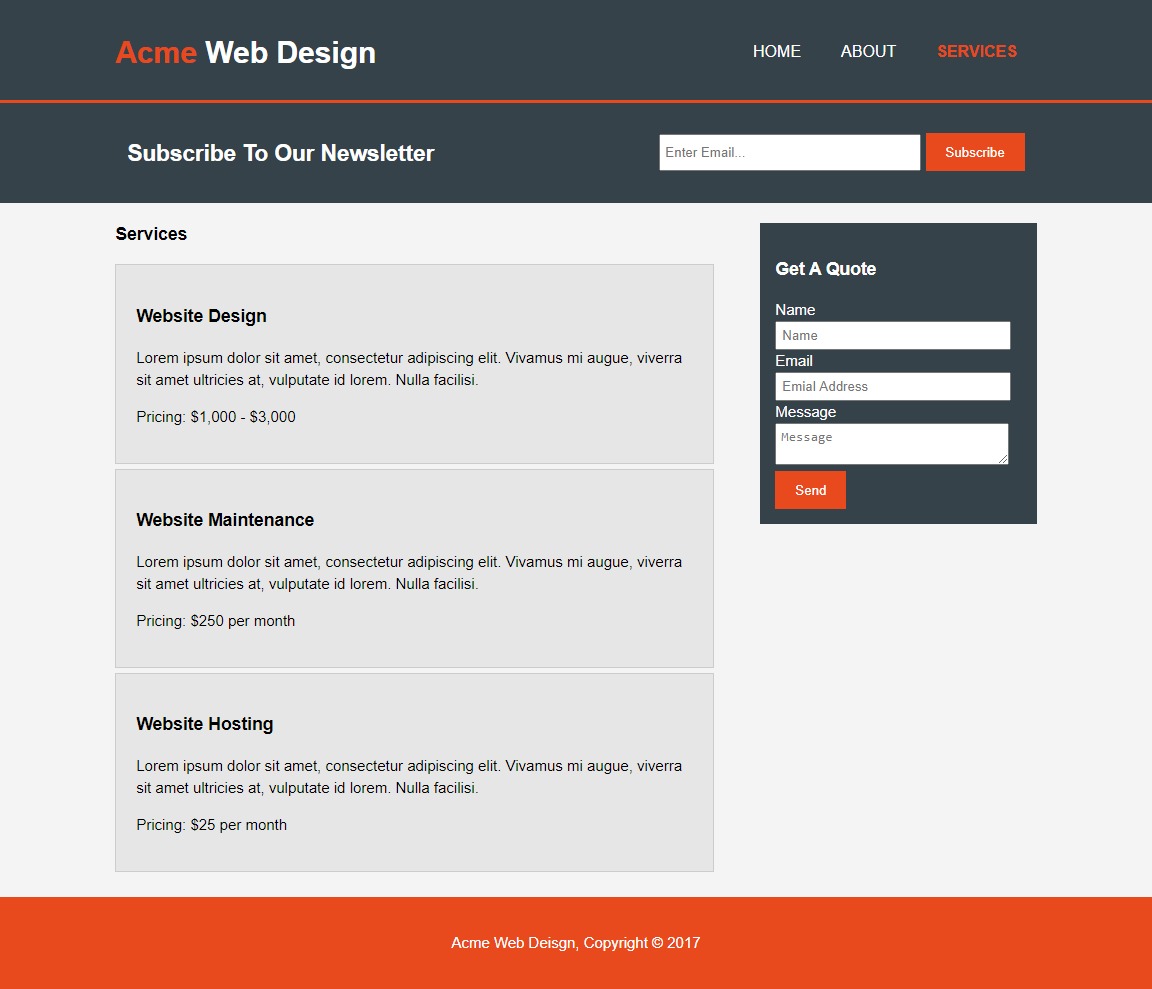 Acme Web Design
HOME ABOUT SERVICES
Subscribe To Our Newsletter
Enter Email...
Subscribe
Services
Website Design
Lorem ipsum dolor sit amet, consectetur adipiscing elit. Vivamus mi augue, viverra
sit amet ultricies at, vulputate id lorem. Nulla facilisi.
Pricing: $1,000 - $3,000
Website Maintenance
Lorem ipsum dolor sit amet, consectetur adipiscing elit. Vivamus mi augue, viverra
sit amet ultricies at, vulputate id lorem. Nulla facilisi.
Pricing: $250 per month
Website Hosting
Lorem ipsum dolor sit amet, consectetur adipiscing elit. Vivamus mi augue, viverra
sit amet ultricies at, vulputate id lorem. Nulla facilisi.
Pricing: $25 per month
Get A Quote
Name
Name
Email
Emial Address
Message
Message
Send
Acme Web Deisgn, Copyright © 2017